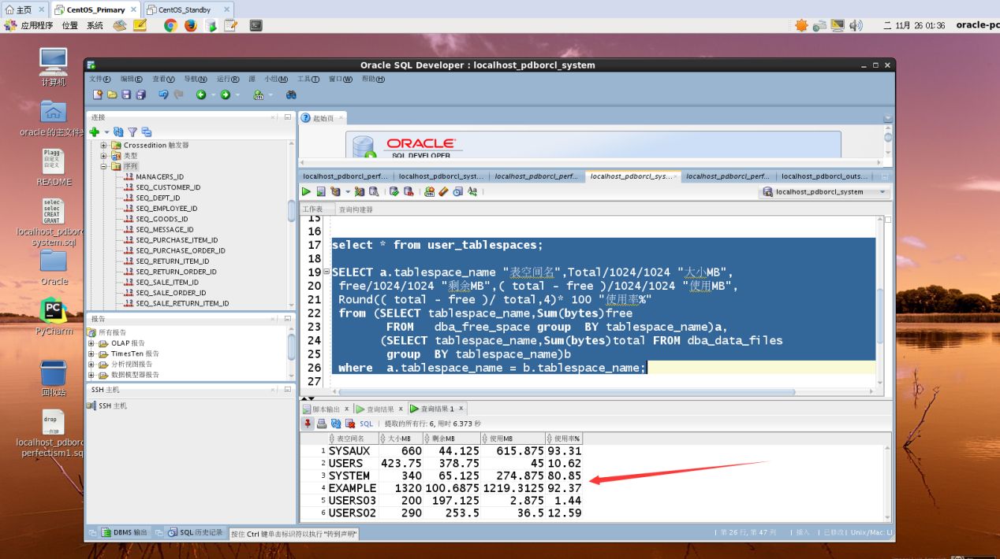 主页
CentOS_Primary
CentOS_Standby
应用程序 位置 系统
二 11月 26 01:36 oracle-pc
计算机
oracle 的主文件夹
Plagg
自定义
自定义
README
selec
selec
CREAT
GRANT
localhost_pdborc
system.sql
Oracle
PC
PyCharm
回收站
drop
localhost_pdborc
perfectism1.sq
Oracle SQL Developer : localhost_pdborcl_system
文件(F) 编辑(E) 查看(V) 导航(N) 运行(R) 源 小组(M) 工具(T) 窗口(W) 帮助(H)
连接
Crossedition 触发器
类型
序列
MANAGERS_ID
SEQ_CUSTOMER_ID
SEQ_DEPT_ID
SEQ_EMPLOYEE_ID
SEQ_GOODS_ID
SEQ_MESSAGE_ID
SEQ_PURCHASE_ITEM_ID
SEQ_PURCHASE_ORDER_ID
SEQ_RETURN_ITEM_ID
SEQ_RETURN_ORDER_ID
SEQ_SALE_ITEM_ID
SEQ_SALE_ORDER_ID
SEQ_SALE_RETURN_ITEM_ID
报告
所有报告
OLAP 报告
TimesTen 报告
分析视图报告
数据模型器报告
SSH 主机
SSH 主机
起始页
ORACLE
SQL DEVELOPER
localhost_pdborcl_perf... localhost_pdborcl_syst... localhost_pdborcl_perf... localhost_pdborcl_sys... localhost_pdborcl_perf... localhost_pdborcl_outs...
localhost_pdborcl_system
工作表 查询构建器
15
16
17 select * from user_tablespaces;
18
19 SELECT a.tablespace_name "表空间名",Total/1024/1024 "大小MB",
20 free/1024/1024 "剩余MB",( total - free )/1024/1024 "使用MB",
21 Round(( total - free )/ total,4)* 100 "使用率%"
22 from (SELECT tablespace_name,Sum(bytes)free
23 FROM dba_free_space group BY tablespace_name)a,
24 (SELECT tablespace_name,Sum(bytes)total FROM dba_data_files
25 group BY tablespace_name)b
26 where a.tablespace_name = b.tablespace_name;
27
脚本输出 查询结果 查询结果 1
SQL | 提取的所有行: 6, 用时 6.373 秒
表空间名 大小MB 剩余MB 使用MB 使用率%
1 SYSAUX 660 44.125 615.875 93.31
2 USERS 423.75 378.75 45 10.62
3 SYSTEM 340 65.125 274.875 80.85
4 EXAMPLE 1320 100.6875 1219.3125 92.37
5 USERS03 200 197.125 2.875 1.44
6 USERS02 290 253.5 36.5 12.59
DBMS 输出 SQL 历史记录 按住 Ctrl 键单击标识符以执行"转到声明"
| 第 26 行, 第 47 列 | 插入 | 已修改| Unix/Mac: LI